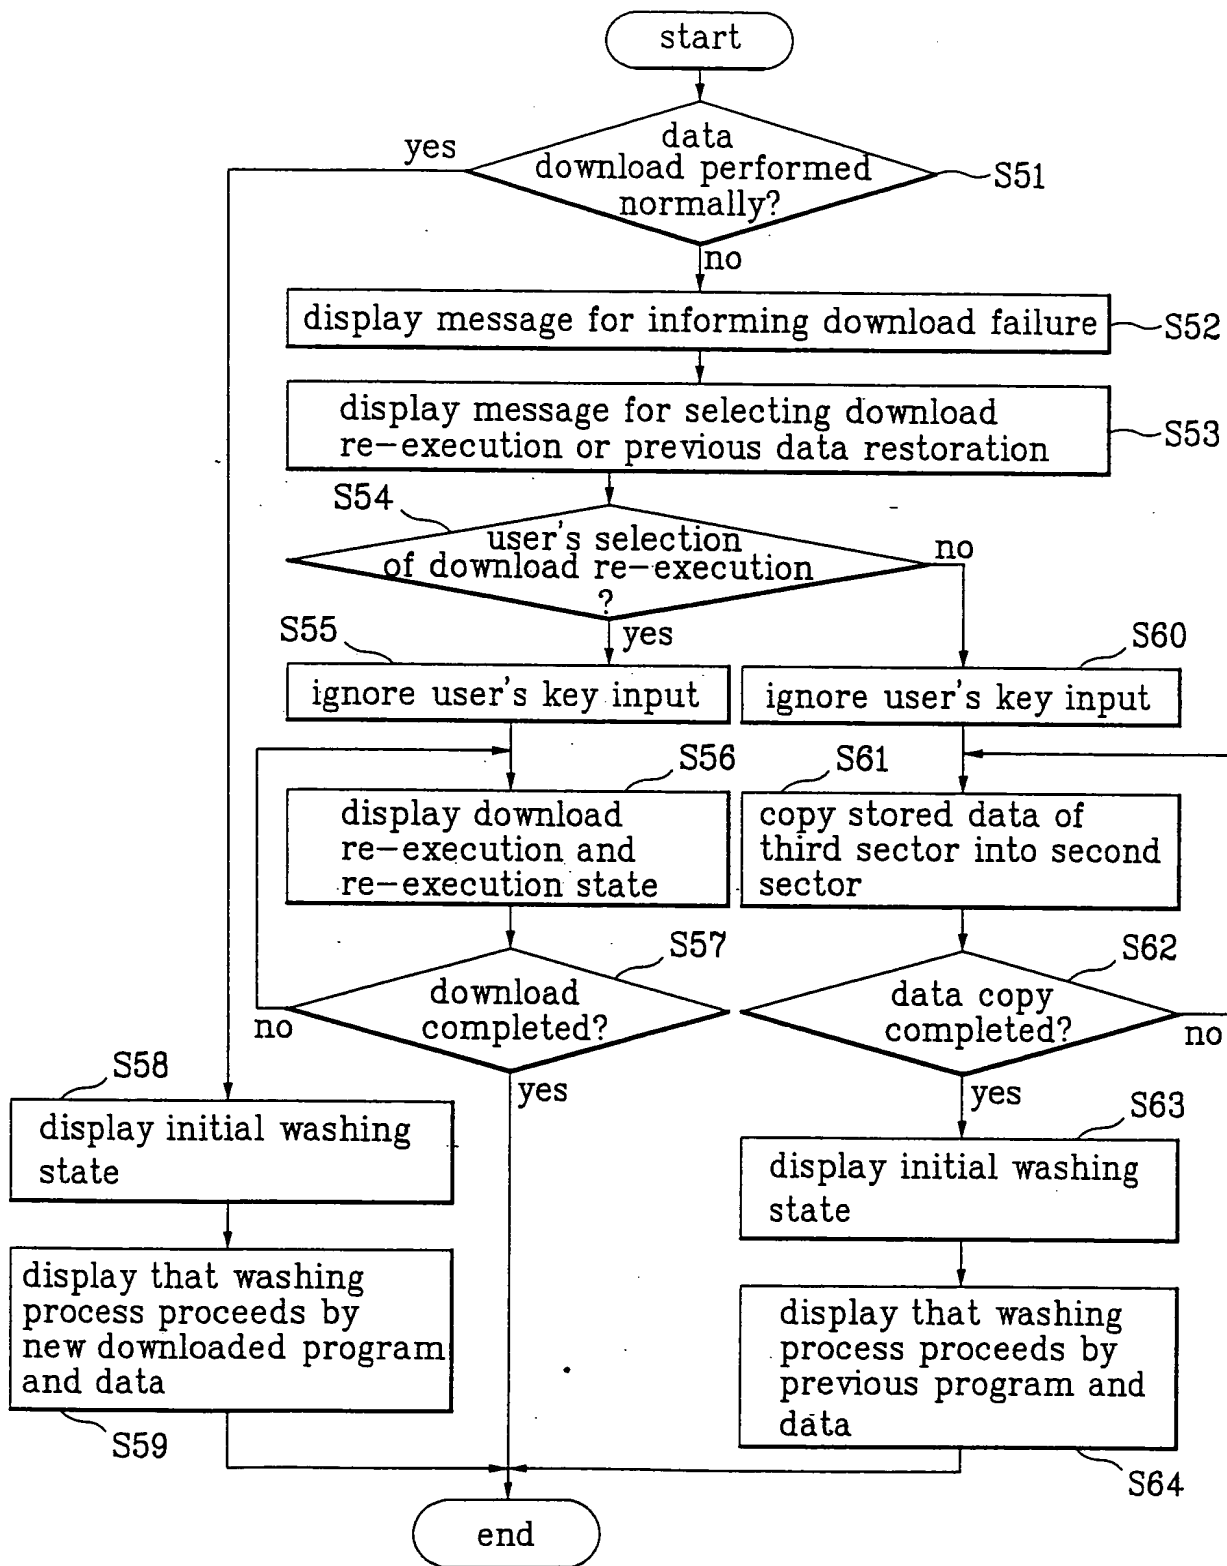 start
data
download performed
normally?
yes
S51
no
display message for informing download failure
S52
display message for selecting download
re-execution or previous data restoration
S53
S54
user's selection
of download re-execution
?
no
yes
S55
ignore user's key input
S60
ignore user's key input
S56
display download
re-execution and
re-execution state
S61
copy stored data of
third sector into second
sector
S57
download
completed?
no
yes
S62
data copy
completed?
no
yes
S58
display initial washing
state
S63
display initial washing
state
display that washing
process proceeds by
new downloaded program
and data
S59
display that washing
process proceeds by
previous program and
data
S64
end